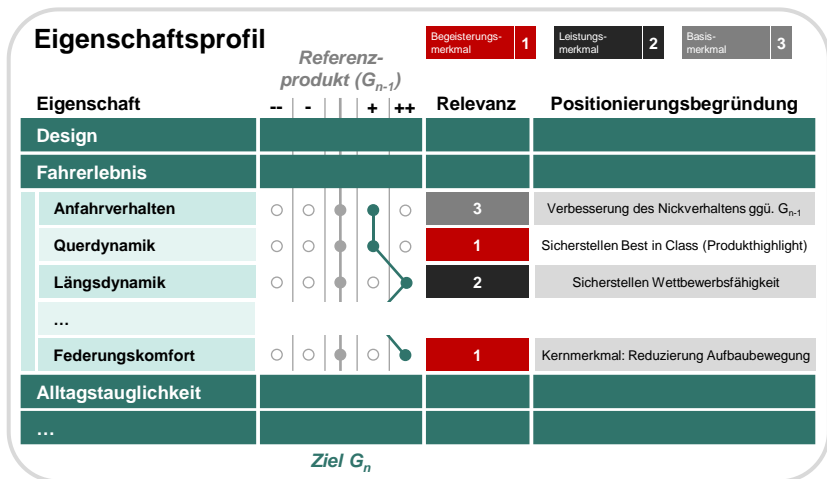 Eigenschaftsprofil
Referenz-
produkt (Gn-1)
Begeisterungs-
merkmal 1
Leistungs-
merkmal 2
Basis-
merkmal 3
Eigenschaft -- - + ++ Relevanz Positionierungsbegründung
Design
Fahrerlebnis
Anfahrverhalten 3 Verbesserung des Nickverhaltens ggü. Gn-1
Querdynamik 1 Sicherstellen Best in Class (Produkthighlight)
Längsdynamik 2 Sicherstellen Wettbewerbsfähigkeit
...
Federungskomfort 1 Kernmerkmal: Reduzierung Aufbaubewegung
Alltagstauglichkeit
...
Ziel Gn